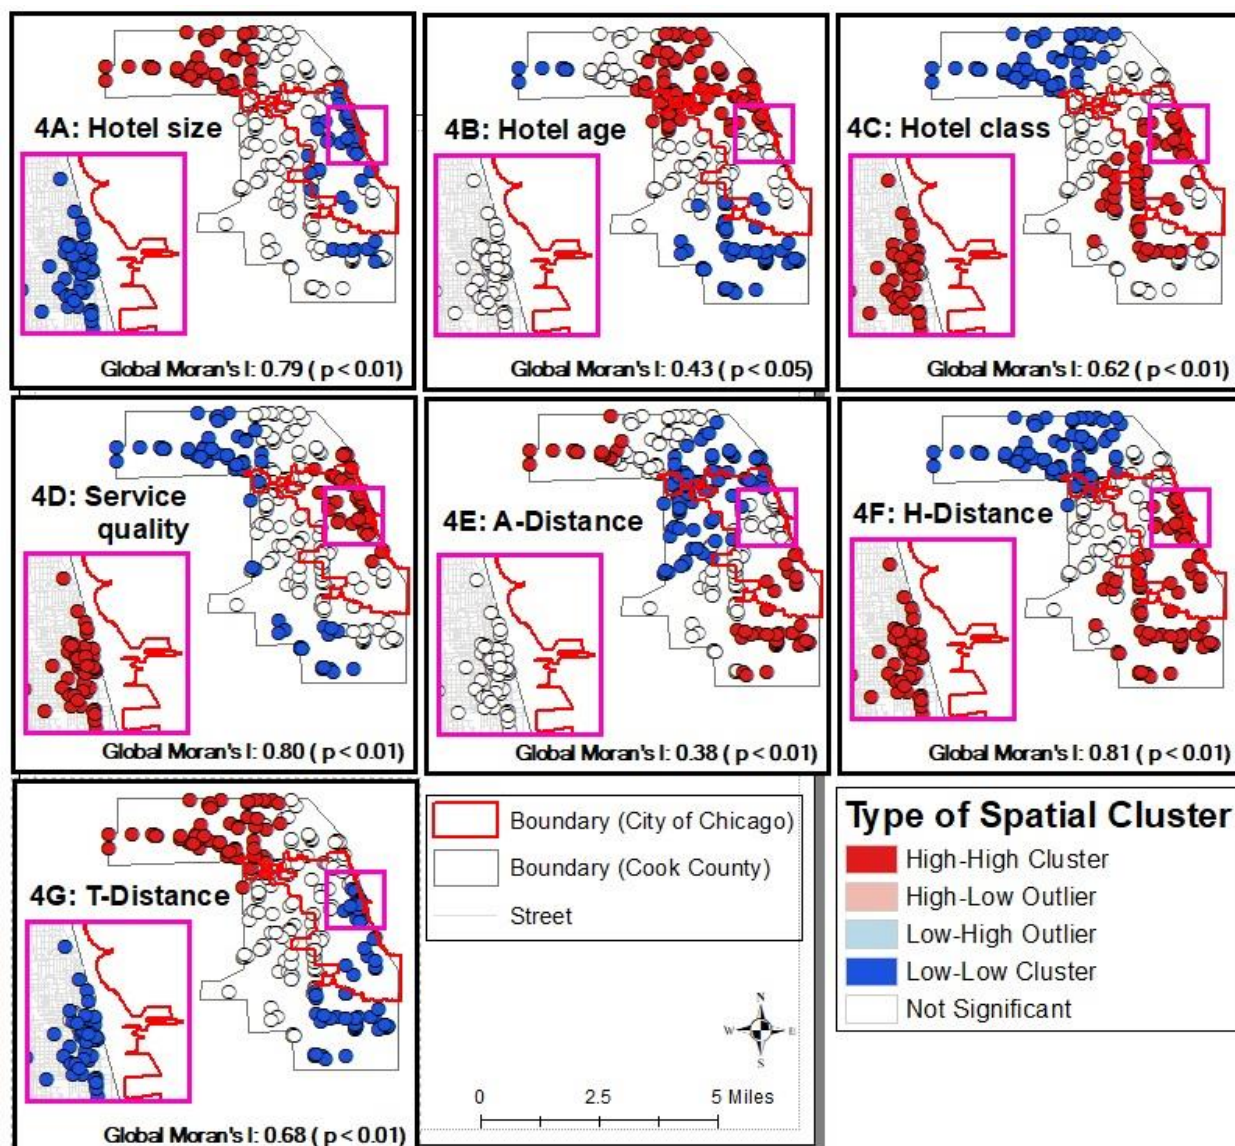 4A: Hotel size
Global Moran's I: 0.79 ( p < 0.01)
4B: Hotel age
Global Moran's I: 0.43 ( p < 0.05)
4C: Hotel class
Global Moran's I: 0.62 ( p < 0.01)
4D: Service
quality
Global Moran's I: 0.80 ( p < 0.01)
4E: A-Distance
Global Moran's I: 0.38 ( p < 0.01)
4F: H-Distance
Global Moran's I: 0.81 ( p < 0.01)
4G: T-Distance
Global Moran's I: 0.68 ( p < 0.01)
Boundary (City of Chicago)
Boundary (Cook County)
Street
N
W E
S
0 2.5 5 Miles
Type of Spatial Cluster
High-High Cluster
High-Low Outlier
Low-High Outlier
Low-Low Cluster
Not Significant